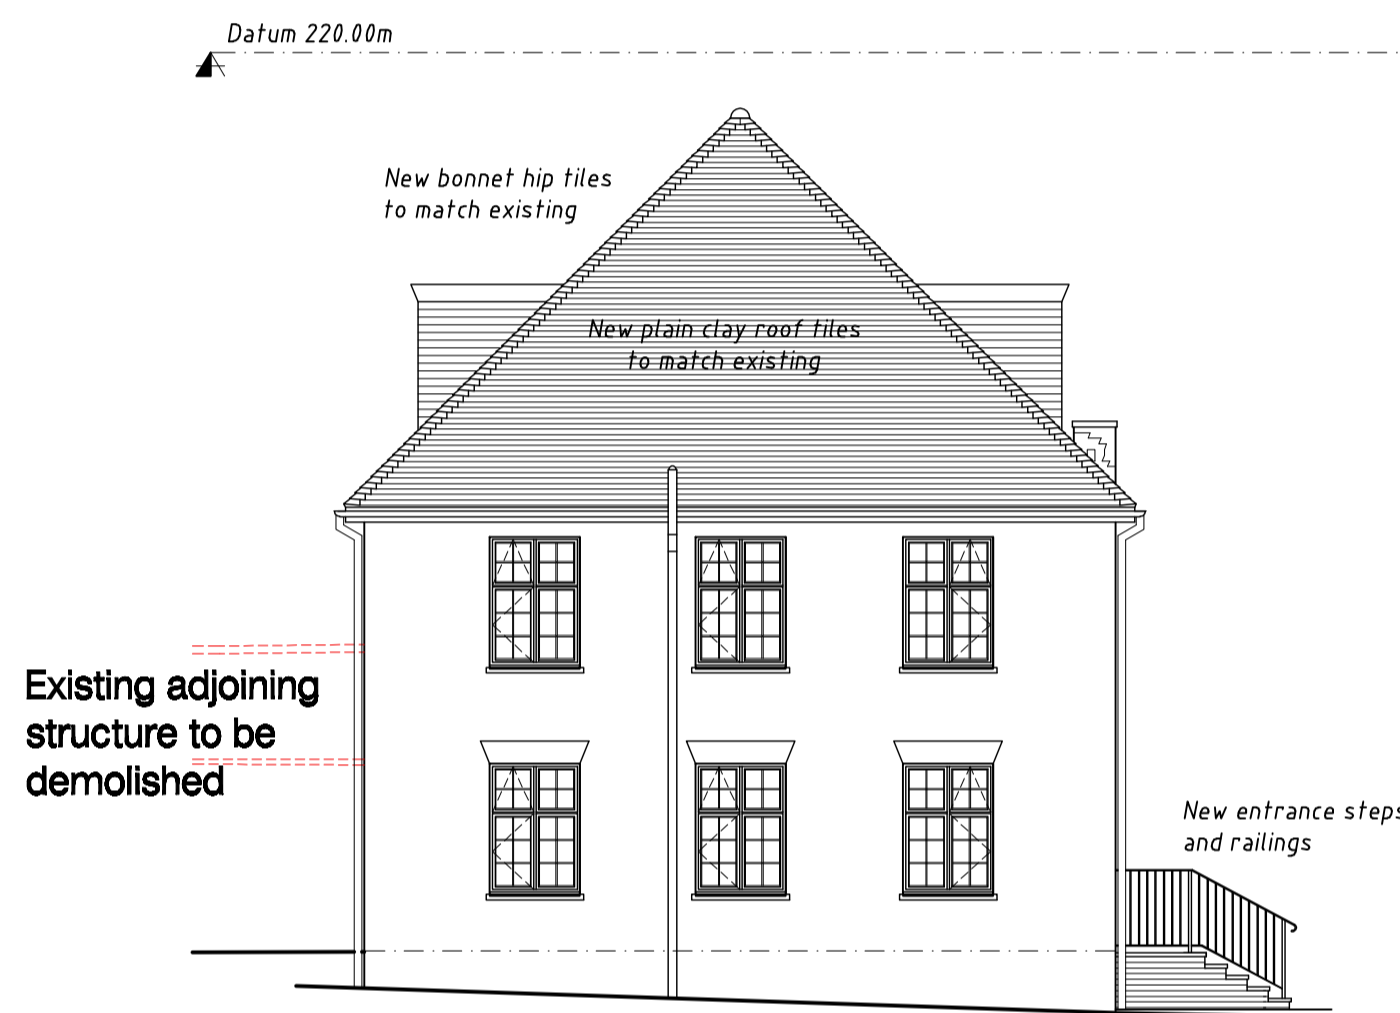 Datum 220.00m
New bonnet hip tiles
to match existing
New plain clay roof tiles
to match existing
Existing adjoining
structure to be
demolished
New entrance steps
and railings